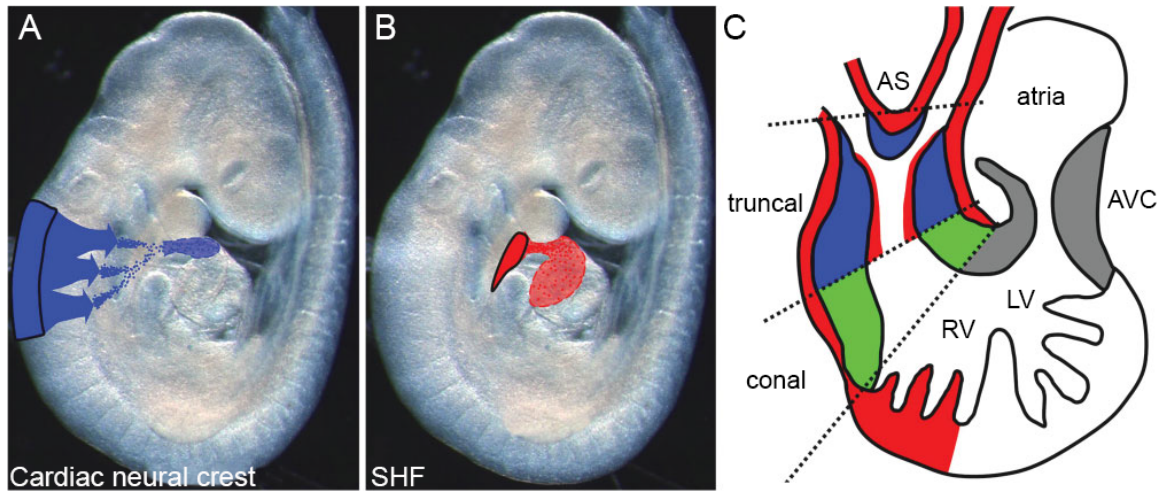 A
Cardiac neural crest
B
SHF
C
AS
atria
truncal
AVC
LV
RV
conal